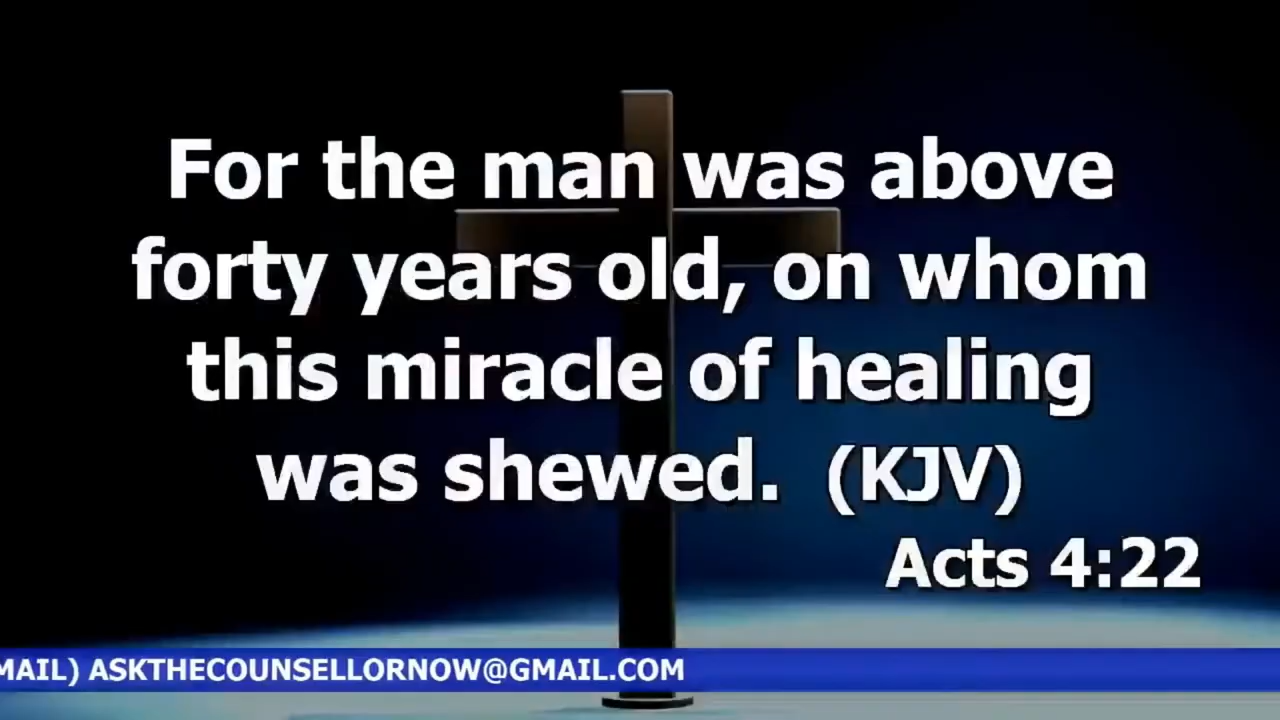 For the man was above
forty years old, on whom
this miracle of healing
was shewed. (KJV)
Acts 4:22
MAIL) ASKTHECOUNSELLORNOW@GMAIL.COM